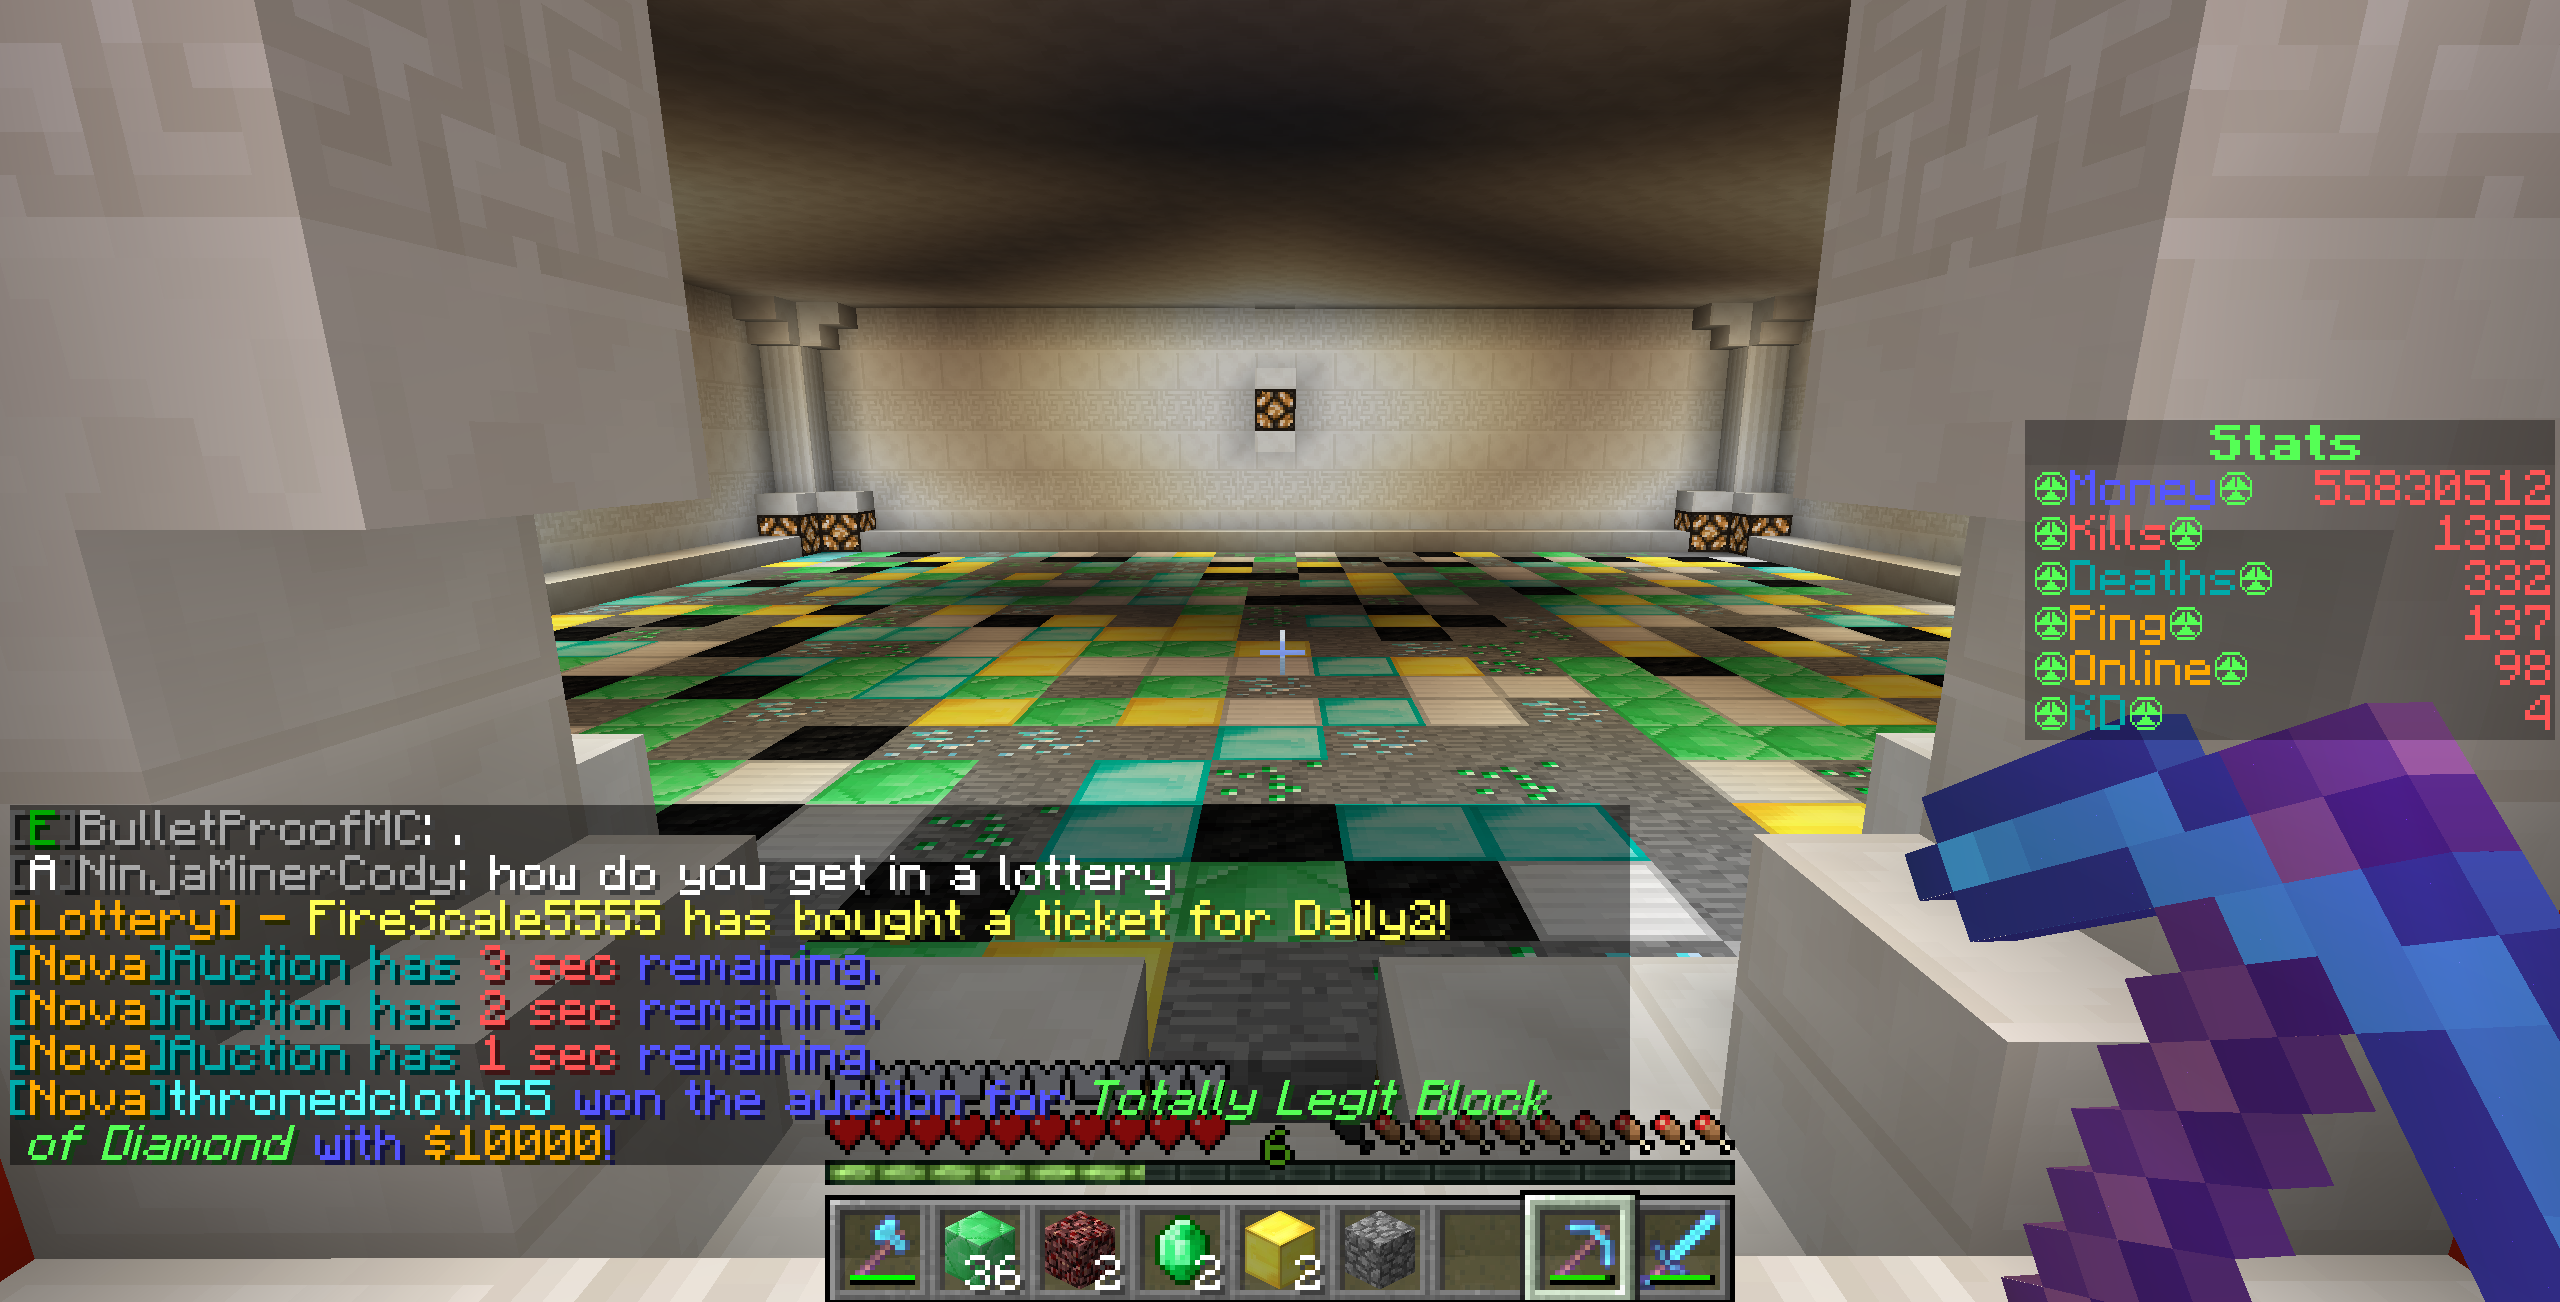 Stats
Money 55830512
Kills 1385
Deaths 332
Ping 137
Online 98
KD 4
[E]BulletProofMC: .
[A]NinjaMinerCody: how do you get in a lottery
[Lottery] - FireScale5555 has bought a ticket for Daily2!
[Nova]Auction has 3 sec remaining.
[Nova]Auction has 2 sec remaining.
[Nova]Auction has 1 sec remaining.
[Nova]thronedcloth55 won the auction for Totally Legit Block
of Diamond with $10000!
6
36 2 2 2